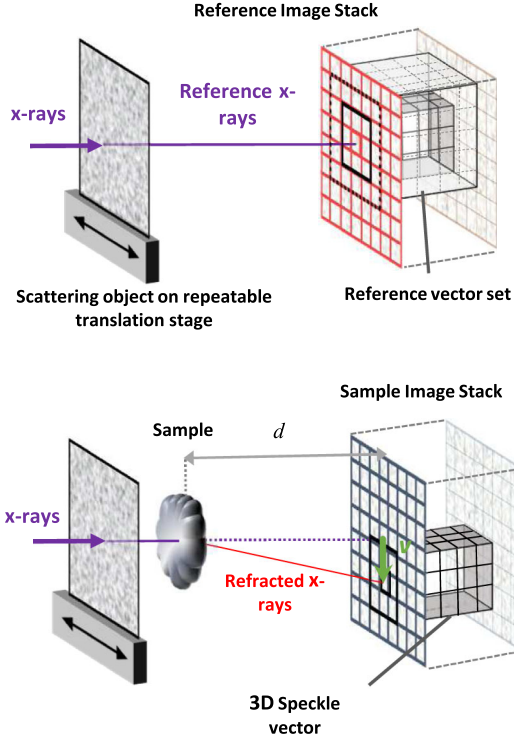 Reference Image Stack
x-rays
Reference x-
rays
Scattering object on repeatable
translation stage
Reference vector set
Sample Image Stack
Sample
d
x-rays
v
Refracted x-
rays
3D Speckle
vector